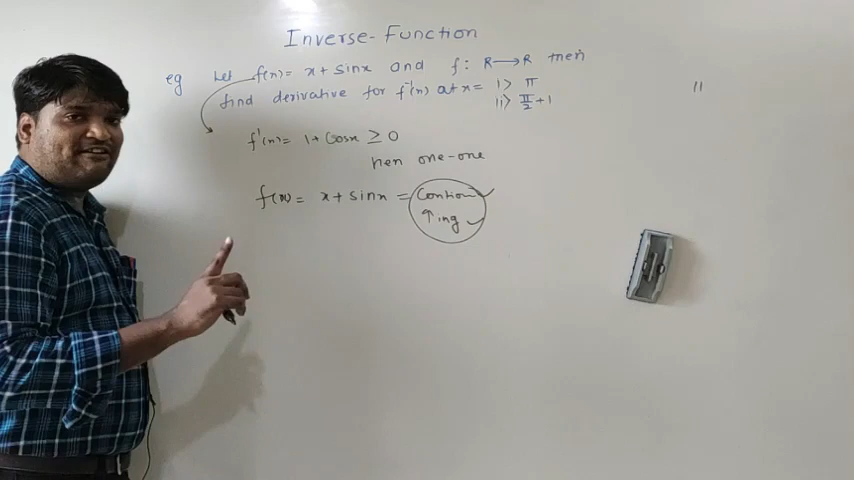 Inverse-Function
eg Let f(n)= x+sinx and f: R→R then
find derivative for f⁻¹(n) at x= i> π
ii> π/2+1
f'(n)= 1+Cosx ≥ 0
hen one-one
f(n)= x+sinx = Contionu
↑ing